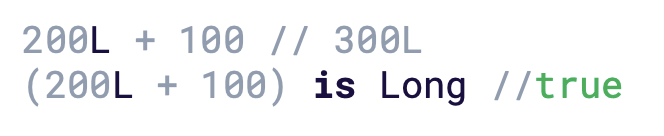 200L + 100 // 300L
(200L + 100) is Long //true